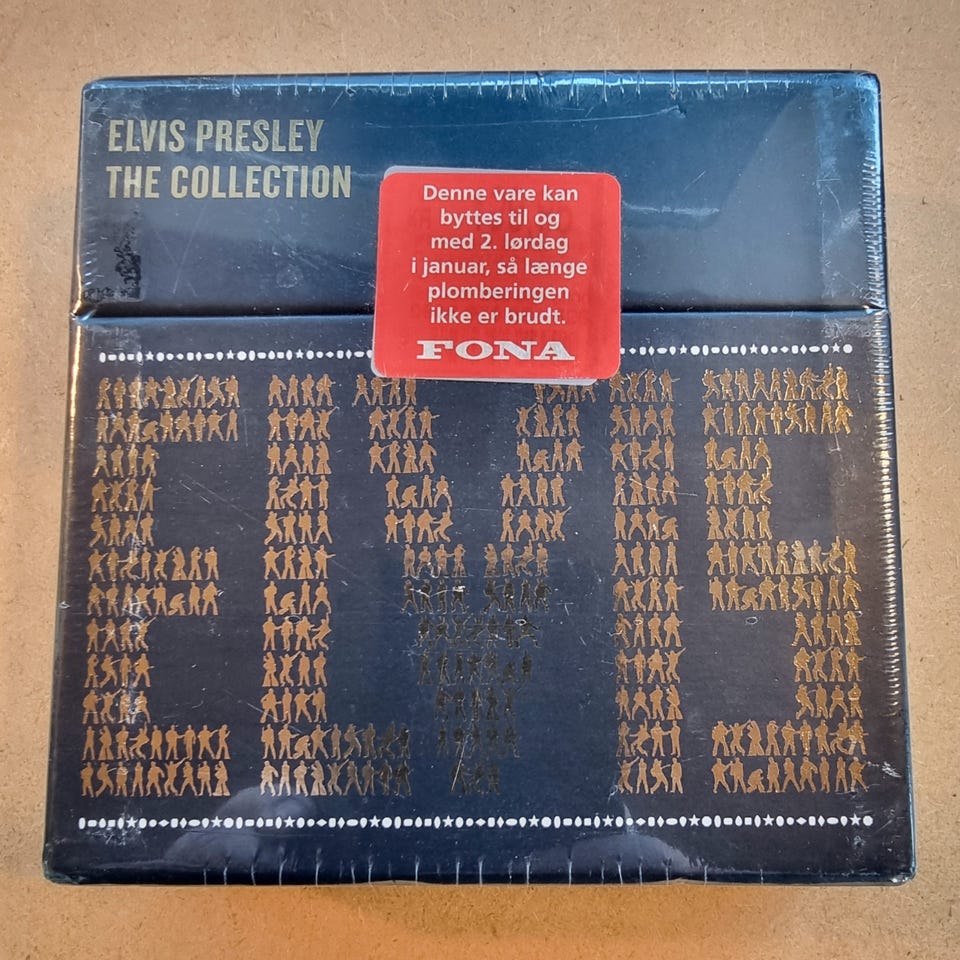 ELVIS PRESLEY
THE COLLECTION
Denne vare kan
byttes til og
med 2. lørdag
i januar, så længe
plomberingen
ikke er brudt.
FONA
ELVIS